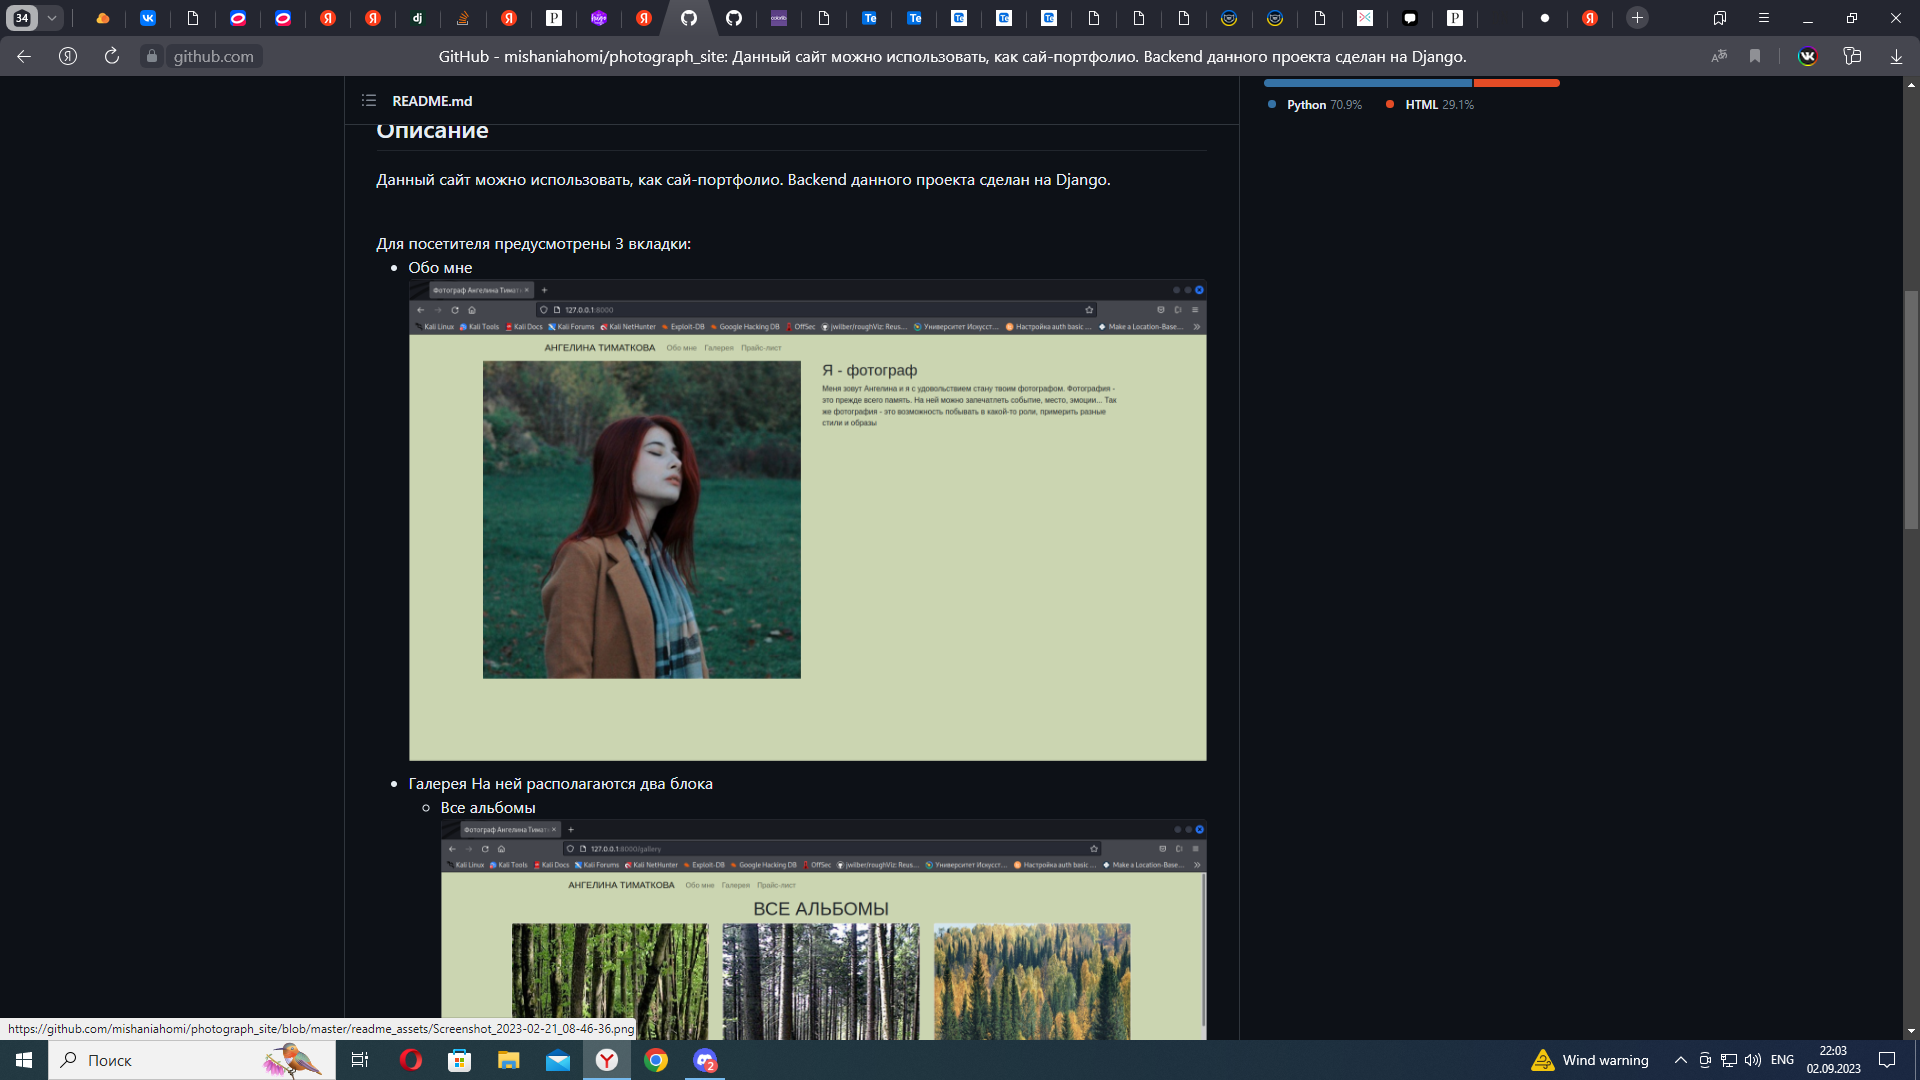 34
github.com
GitHub - mishaniahomi/photograph_site: Данный сайт можно использовать, как сай-портфолио. Backend данного проекта сделан на Django.
README.md
Python 70.9%
HTML 29.1%
Описание
Данный сайт можно использовать, как сай-портфолио. Backend данного проекта сделан на Django.
Для посетителя предусмотрены 3 вкладки:
Обо мне
Фотограф Ангелина Тимат
127.0.0.1:8000
Kali Linux Kali Tools Kali Docs Kali Forums Kali NetHunter Exploit-DB Google Hacking DB OffSec jwilber/roughViz: Reus... Университет Искусст... Настройка auth basic ... Make a Location-Base...
АНГЕЛИНА ТИМАТКОВА Обо мне Галерея Прайс-лист
Я - фотограф
Меня зовут Ангелина и я с удовольствием стану твоим фотографом. Фотография -
это прежде всего память. На ней можно запечатлеть событие, место, эмоции... Так
же фотография - это возможность побывать в какой-то роли, примерить разные
стили и образы
Галерея На ней располагаются два блока
Все альбомы
Фотограф Ангелина Тимат
127.0.0.1:8000/gallery
Kali Linux Kali Tools Kali Docs Kali Forums Kali NetHunter Exploit-DB Google Hacking DB OffSec jwilber/roughViz: Reus... Университет Искусст... Настройка auth basic ... Make a Location-Base...
АНГЕЛИНА ТИМАТКОВА Обо мне Галерея Прайс-лист
ВСЕ АЛЬБОМЫ
https://github.com/mishaniahomi/photograph_site/blob/master/readme_assets/Screenshot_2023-02-21_08-46-36.png
Поиск
2
Wind warning
ENG
22:03
02.09.2023